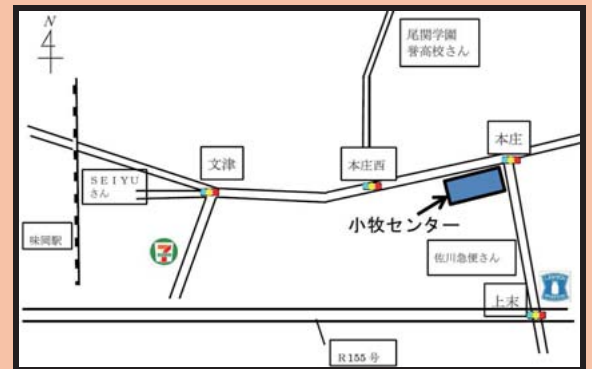 N
尾関学園
誉高校さん
本庄
文津
本庄西
SEIYU
さん
小牧センター
味岡駅
佐川急便さん
7
上末
R155号